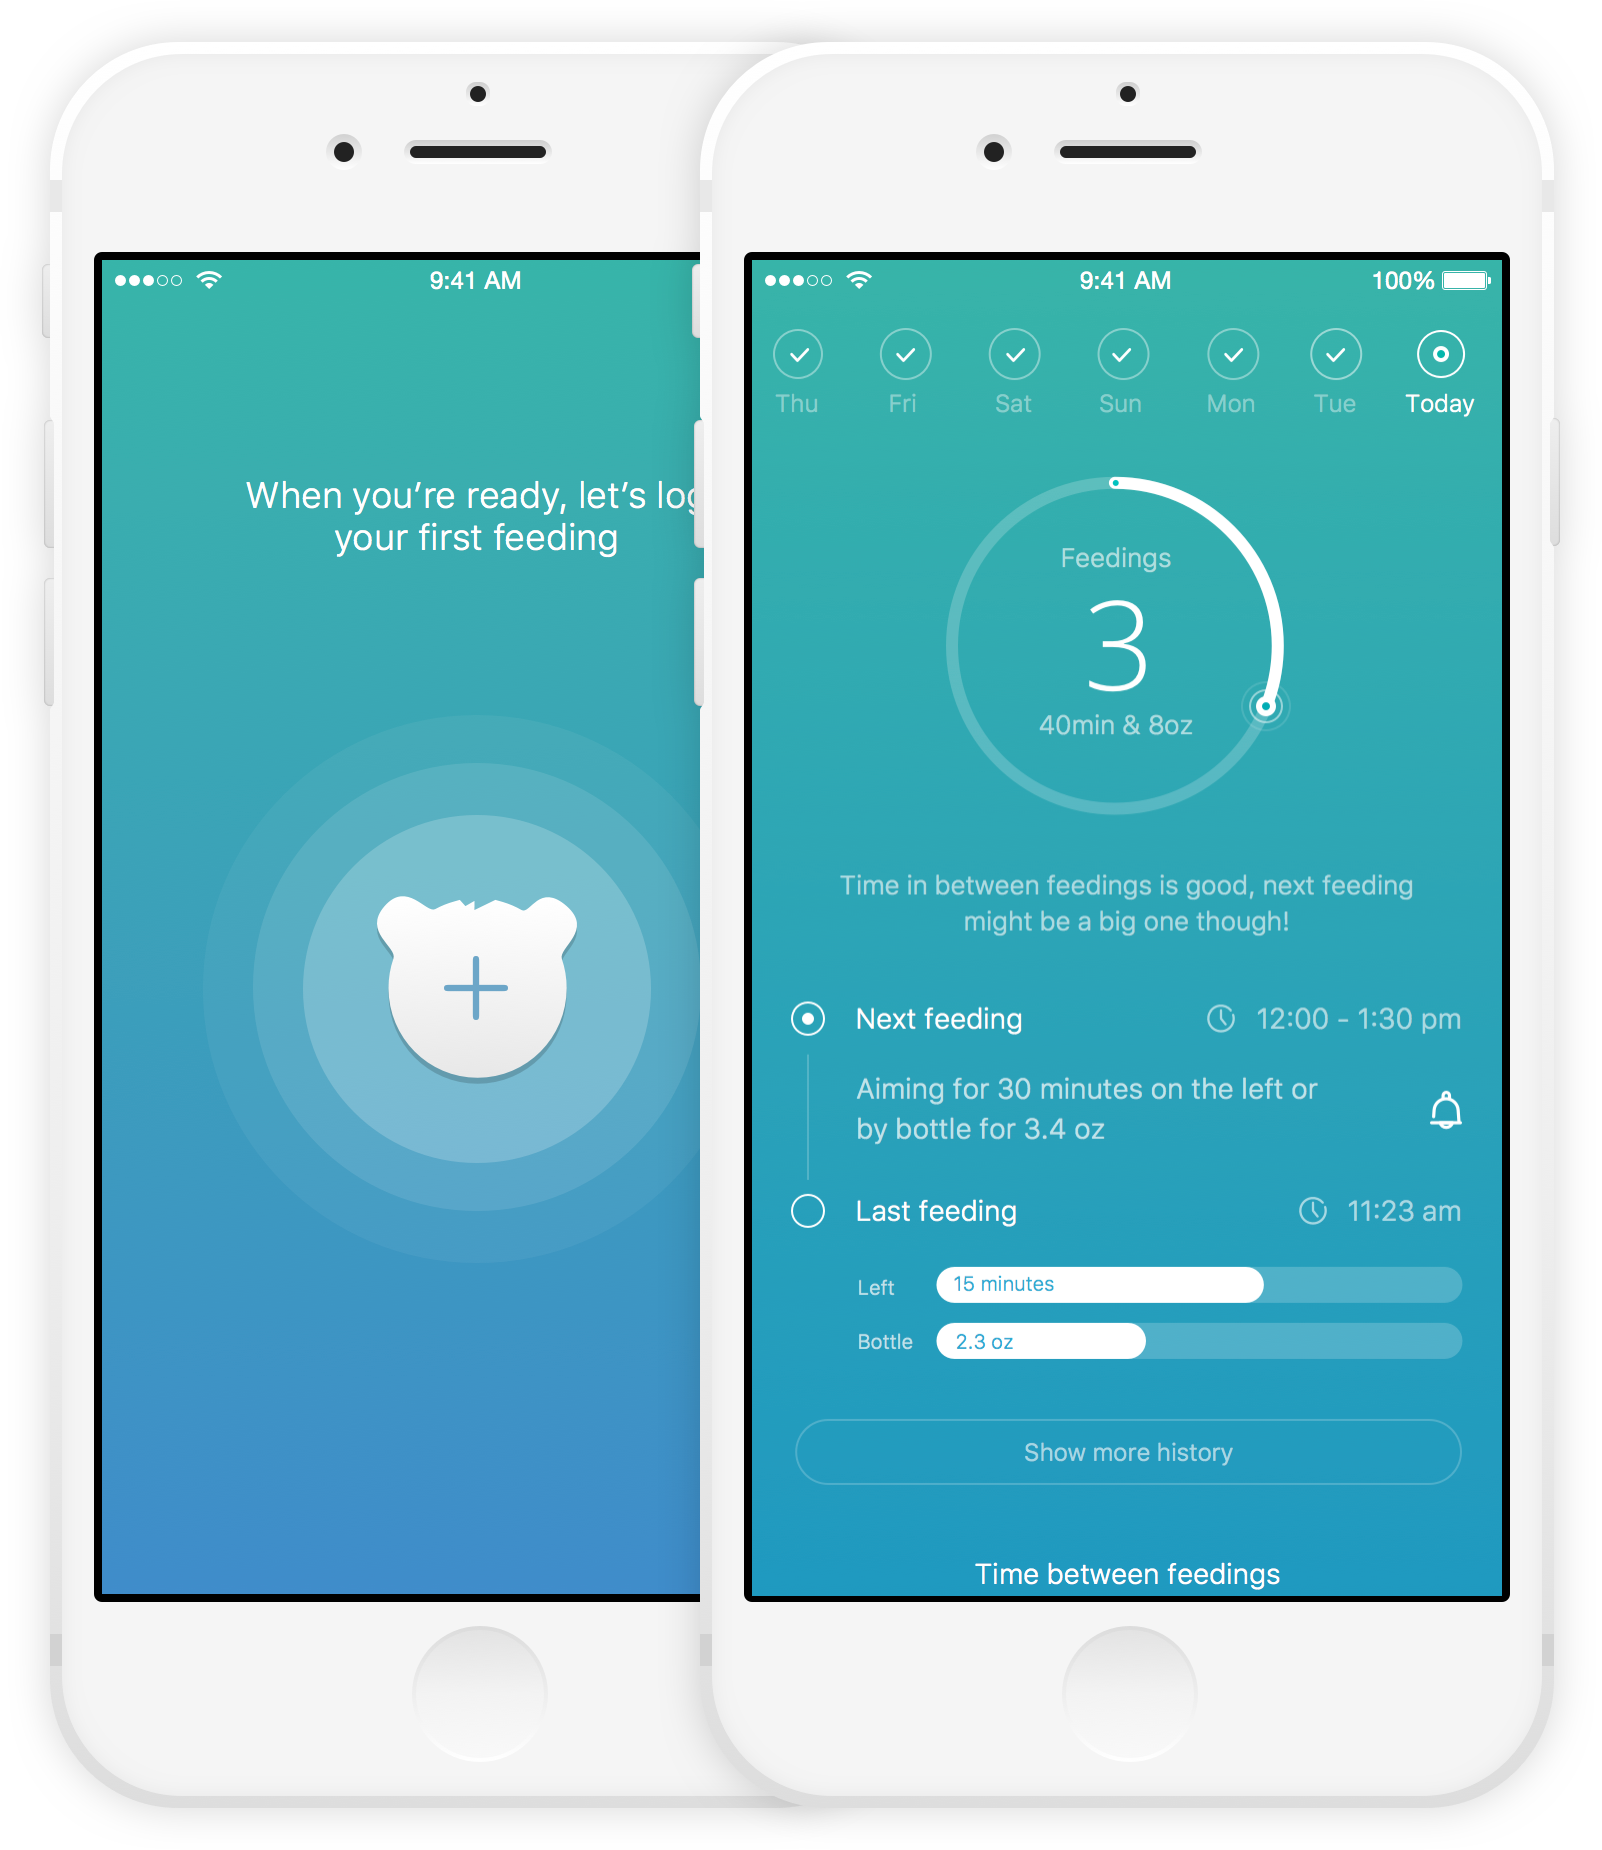 9:41 AM
When you’re ready, let’s log
your first feeding
9:41 AM 100%
Thu Fri Sat Sun Mon Tue Today
Feedings
3
40min & 8oz
Time in between feedings is good, next feeding
might be a big one though!
Next feeding 12:00 - 1:30 pm
Aiming for 30 minutes on the left or
by bottle for 3.4 oz
Last feeding 11:23 am
Left 15 minutes
Bottle 2.3 oz
Show more history
Time between feedings